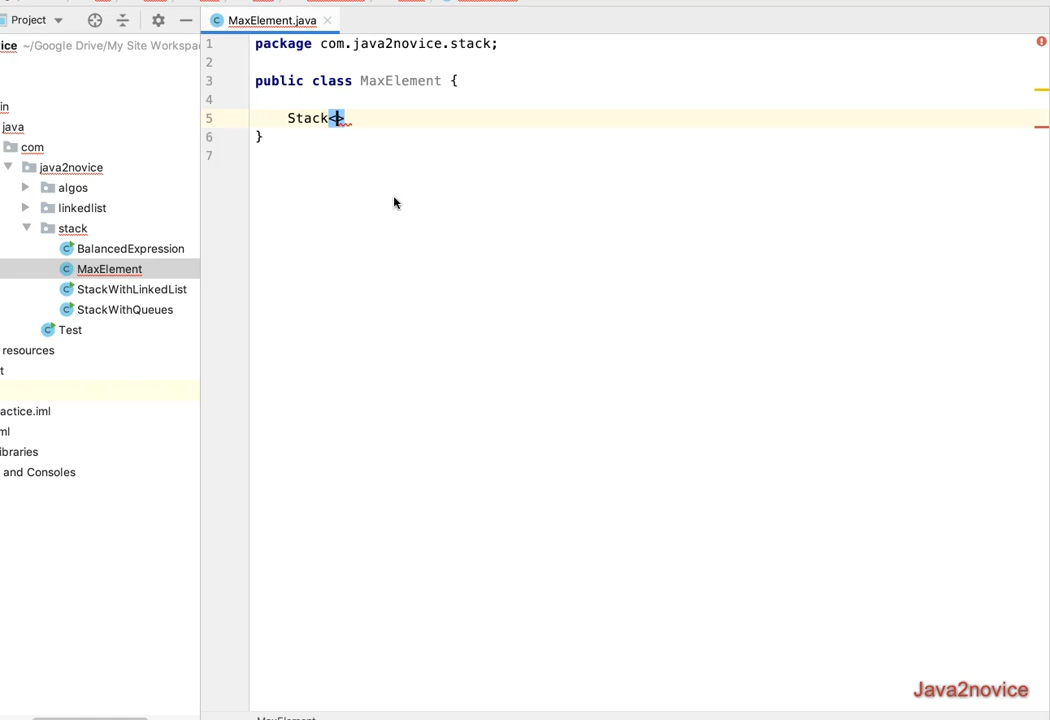 Project
MaxElement.java
ice ~/Google Drive/My Site Workspa
in
java
com
java2novice
algos
linkedlist
stack
BalancedExpression
MaxElement
StackWithLinkedList
StackWithQueues
Test
resources
t
actice.iml
ml
ibraries
and Consoles
1 package com.java2novice.stack;
2
3 public class MaxElement {
4
5 Stack<>
6 }
7
Java2novice
MaxElement